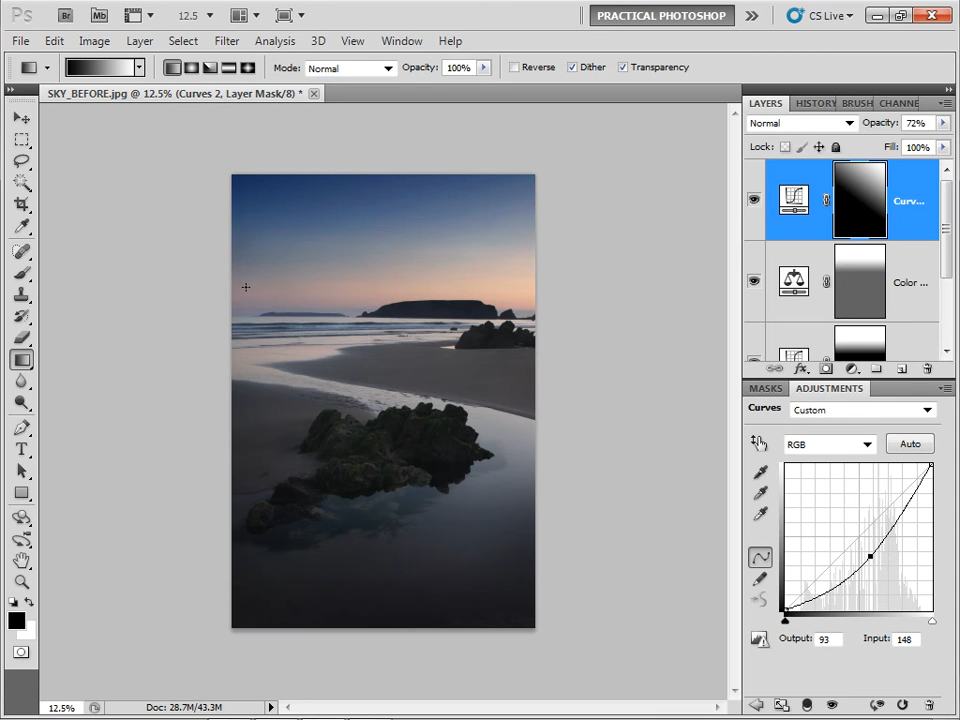 Ps Br Mb 12.5 PRACTICAL PHOTOSHOP CS Live
File Edit Image Layer Select Filter Analysis 3D View Window Help
Mode: Normal Opacity: 100% Reverse Dither Transparency
SKY_BEFORE.jpg @ 12.5% (Curves 2, Layer Mask/8) *
LAYERS HISTORY BRUSH CHANNE
Normal Opacity: 72%
Lock: Fill: 100%
Curv...
Color ...
MASKS ADJUSTMENTS
Curves Custom
RGB Auto
Output: 93 Input: 148
T
12.5% Doc: 28.7M/43.3M